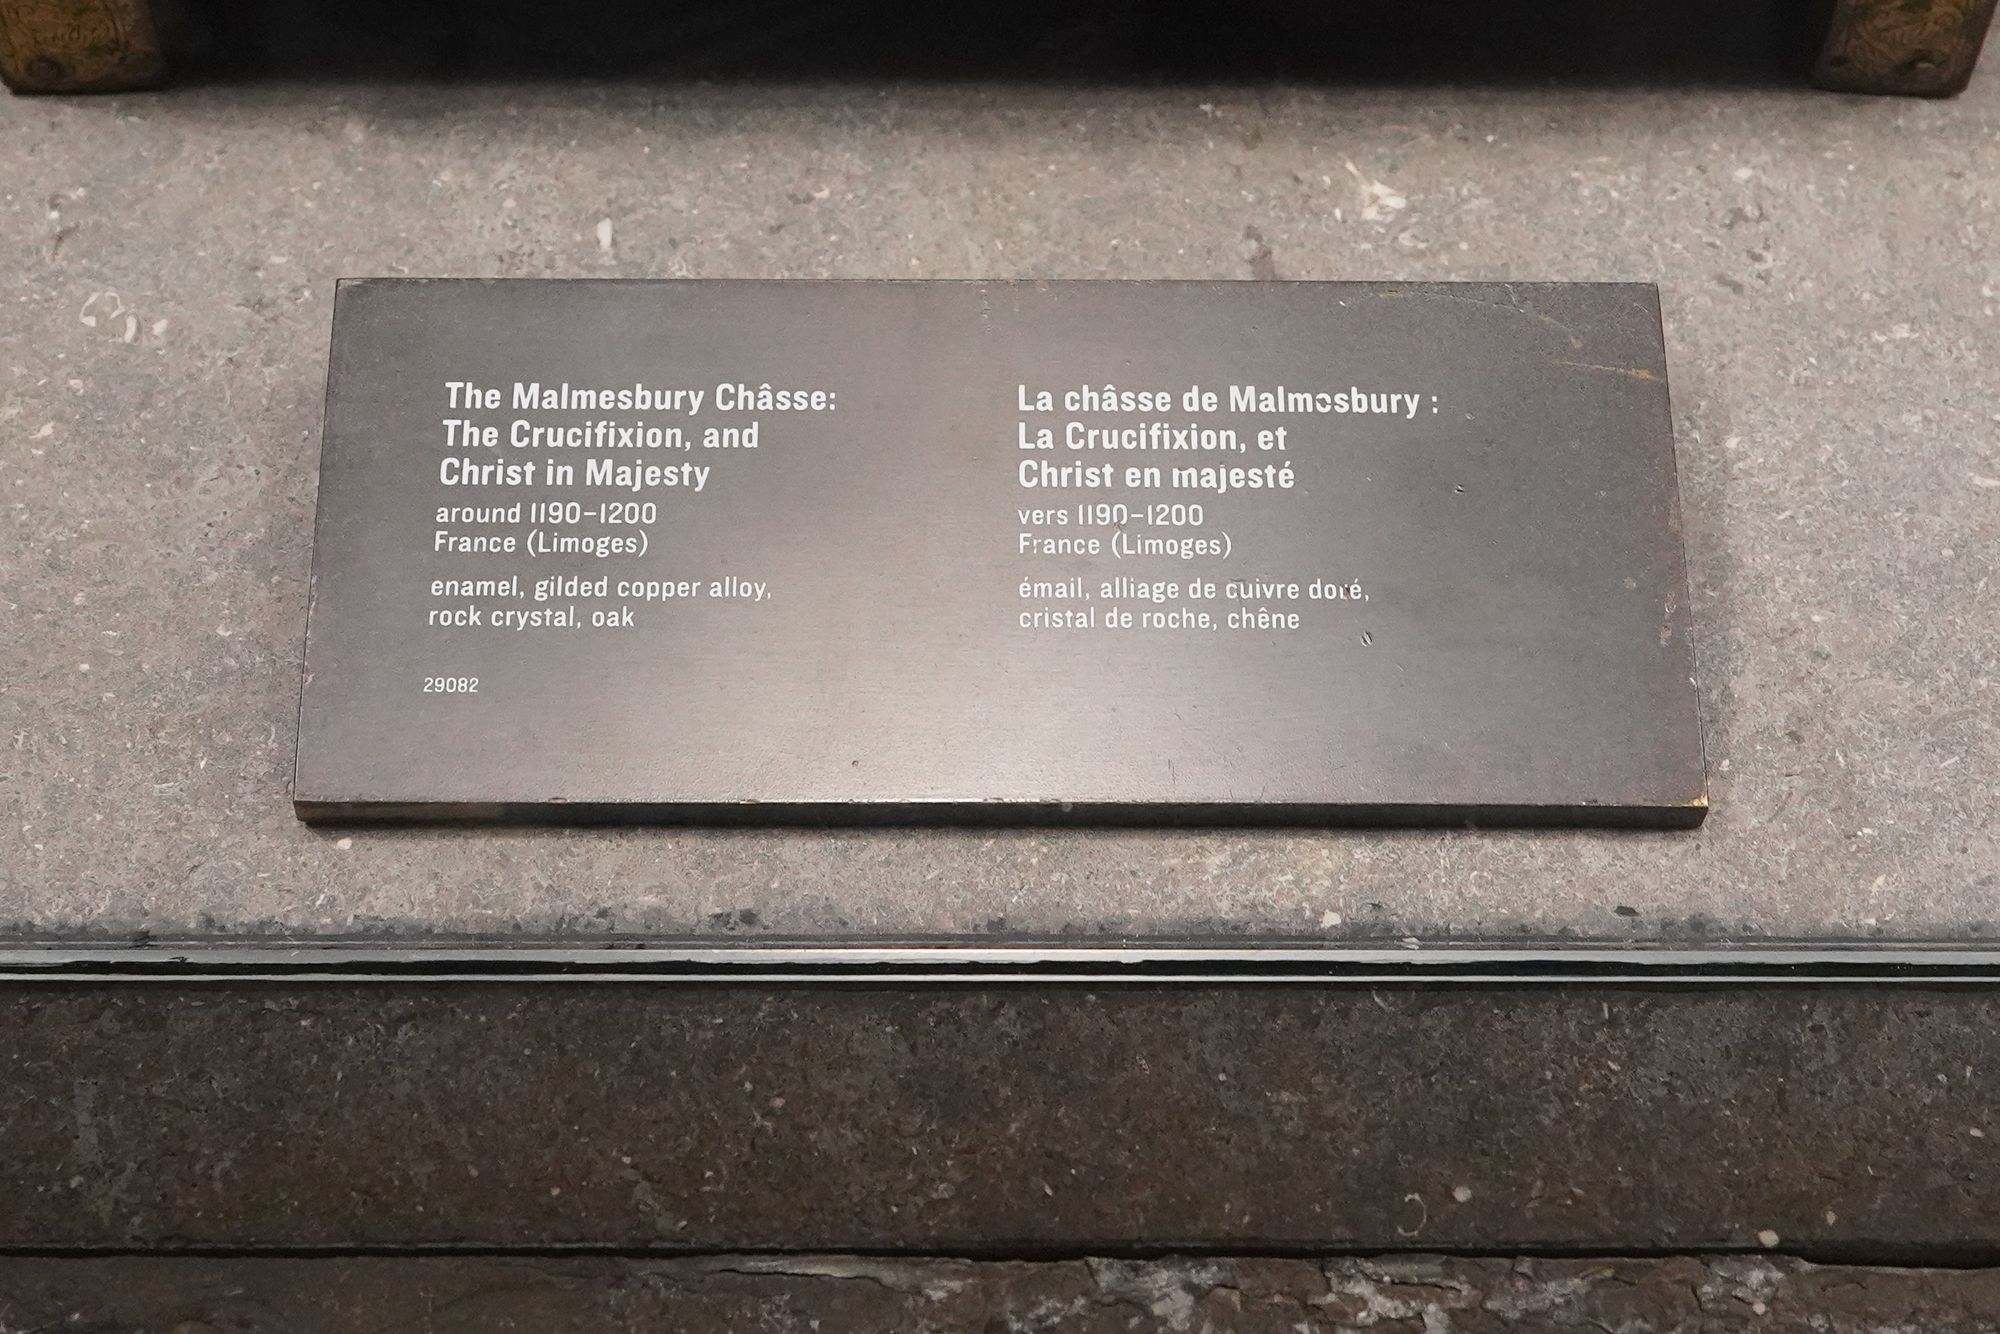 The Malmesbury Châsse:
The Crucifixion, and
Christ in Majesty
around 1190–1200
France (Limoges)
enamel, gilded copper alloy,
rock crystal, oak
29082
La châsse de Malmesbury :
La Crucifixion, et
Christ en majesté
vers 1190–1200
France (Limoges)
émail, alliage de cuivre doré,
cristal de roche, chêne